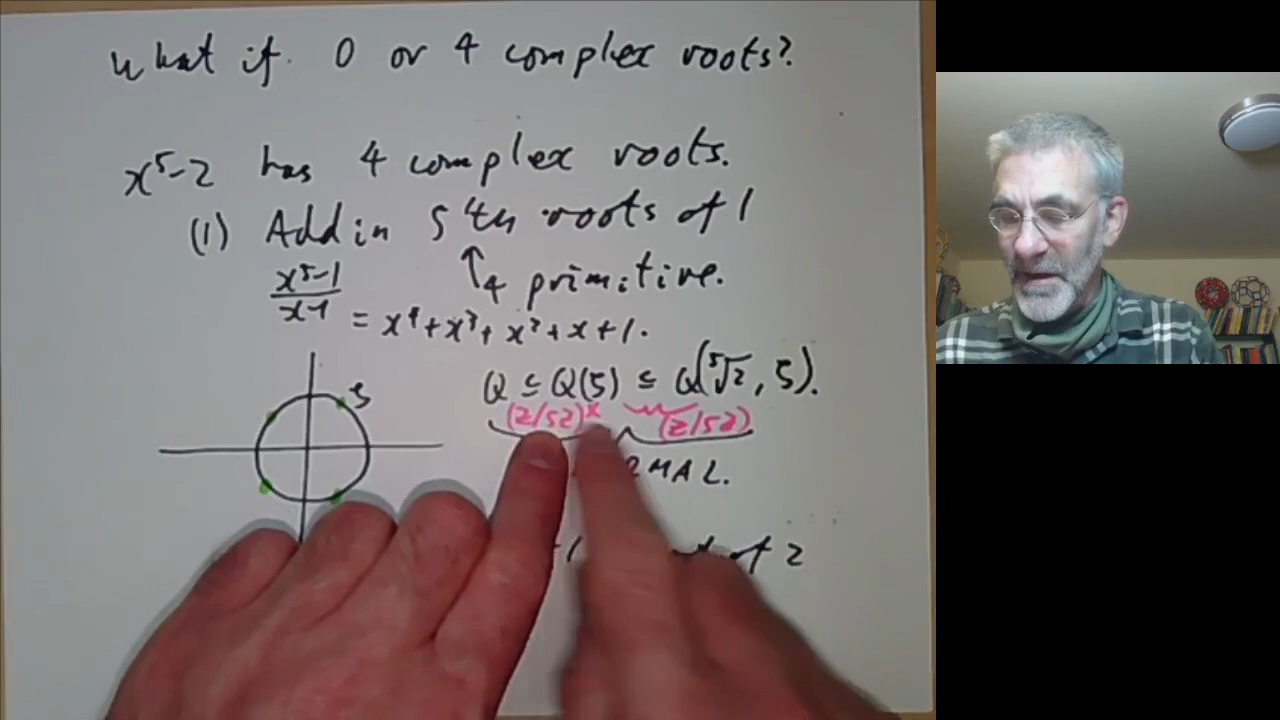 What if 0 or 4 complex roots?
x⁵-2 has 4 complex roots.
(1) Add in 5'th roots of 1
↑ 4 primitive.
x⁵-1 / x-1 = x⁴+x³+x²+x+1.
ζ
Q ⊆ Q(ζ) ⊆ Q(⁵√2, ζ).
(Z/5Z)ˣ (Z/5Z)
MAL.
of 2